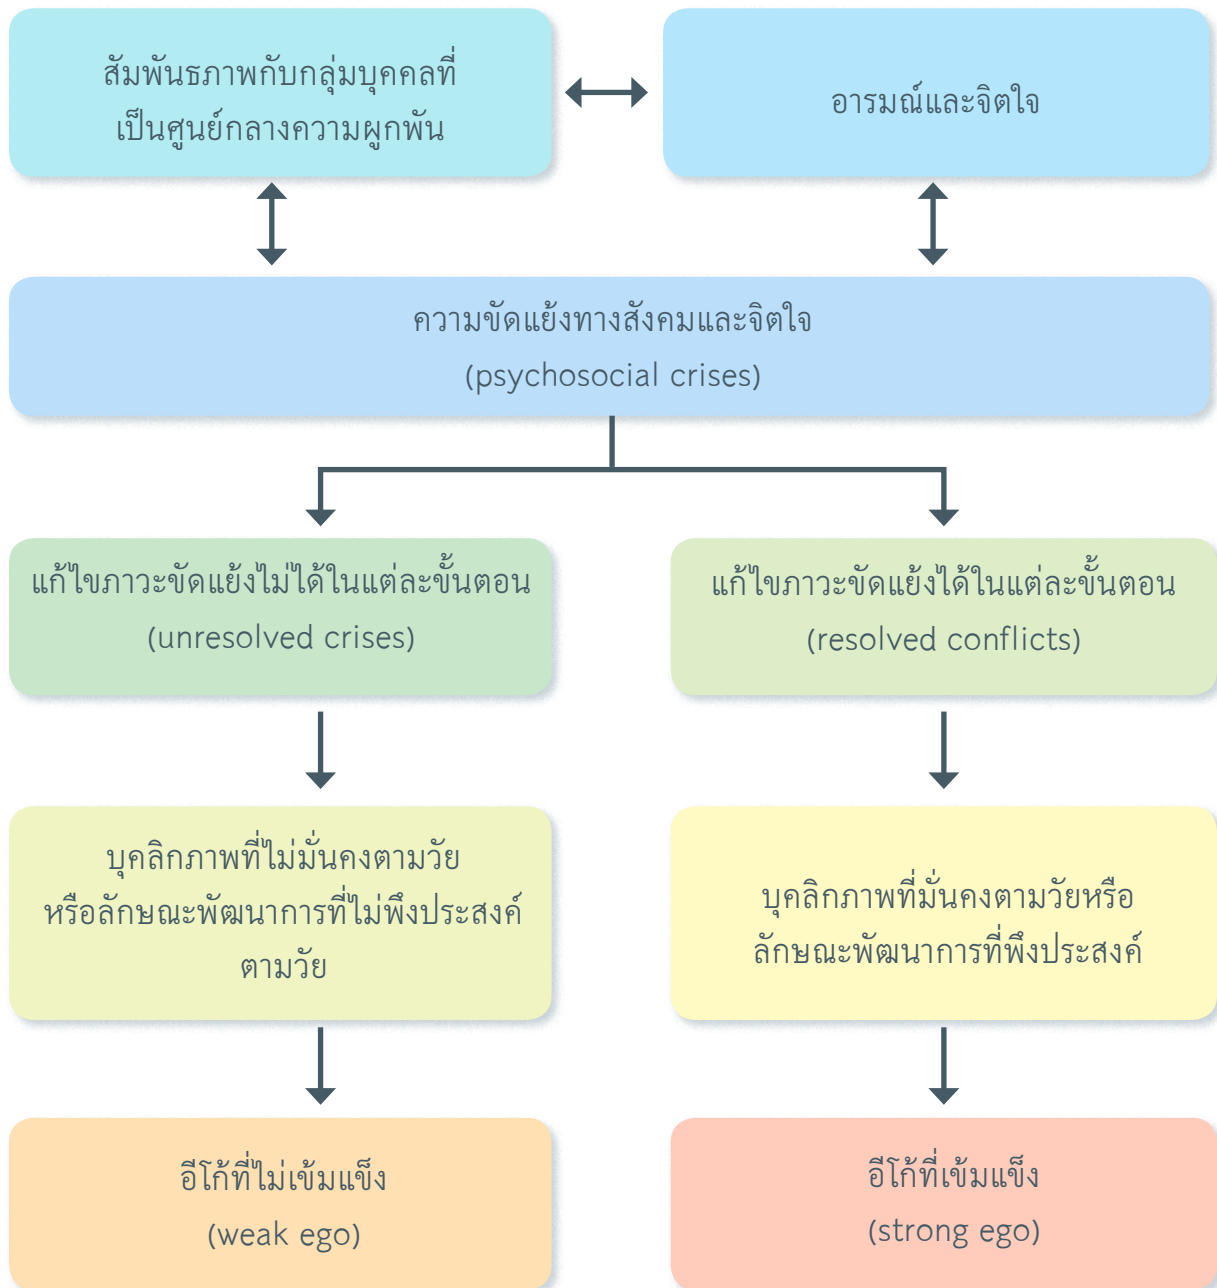 สัมพันธภาพกับกลุ่มบุคคลที่
เป็นศูนย์กลางความผูกพัน
อารมณ์และจิตใจ
ความขัดแย้งทางสังคมและจิตใจ
(psychosocial crises)
แก้ไขภาวะขัดแย้งไม่ได้ในแต่ละขั้นตอน
(unresolved crises)
แก้ไขภาวะขัดแย้งได้ในแต่ละขั้นตอน
(resolved conflicts)
บุคลิกภาพที่ไม่มั่นคงตามวัย
หรือลักษณะพัฒนาการที่ไม่พึงประสงค์
ตามวัย
บุคลิกภาพที่มั่นคงตามวัยหรือ
ลักษณะพัฒนาการที่พึงประสงค์
อีโก้ที่ไม่เข้มแข็ง
(weak ego)
อีโก้ที่เข้มแข็ง
(strong ego)